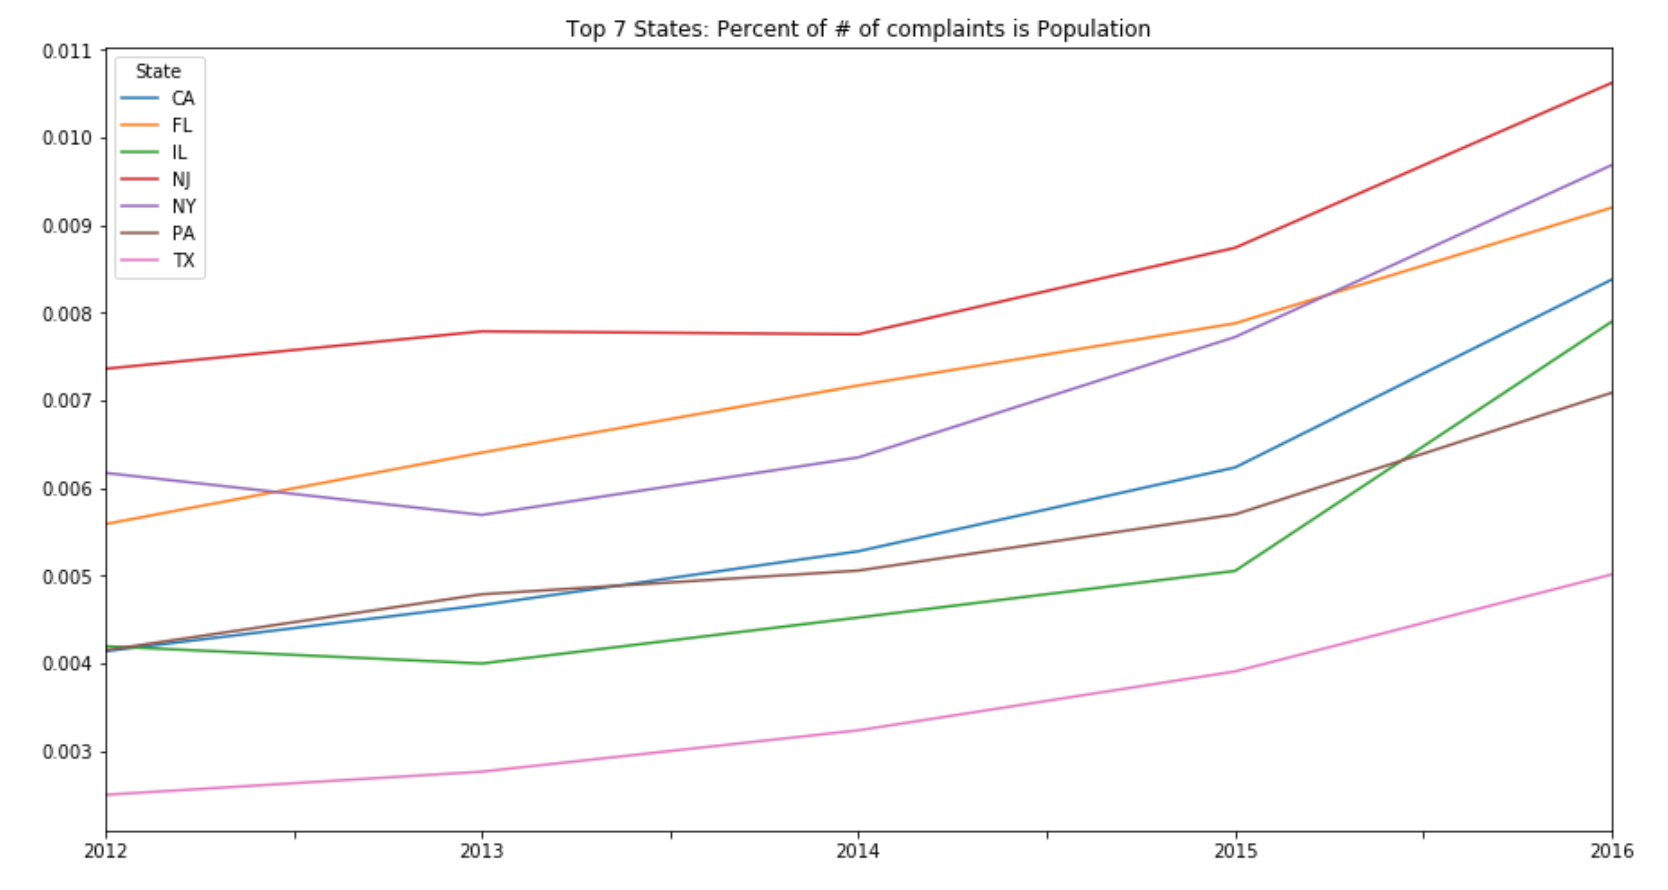 Top 7 States: Percent of # of complaints is Population
0.011
0.010
0.009
0.008
0.007
0.006
0.005
0.004
0.003
State
CA
FL
IL
NJ
NY
PA
TX
2012 2013 2014 2015 2016